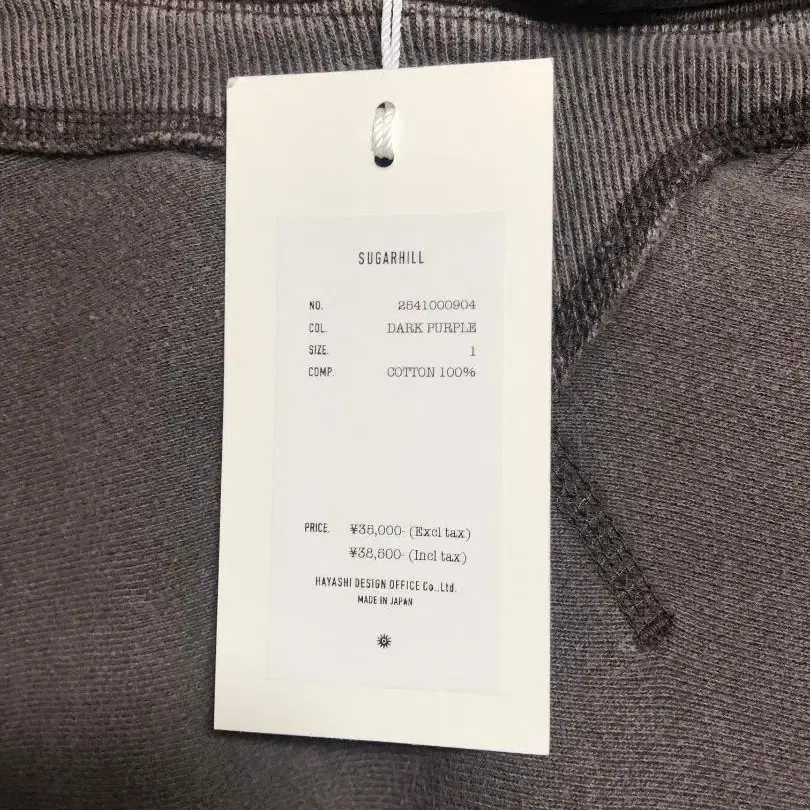 SUGARHILL
NO. 2541000904
COL. DARK PURPLE
SIZE. 1
COMP. COTTON 100%
PRICE. ¥35,000- (Excl tax)
¥38,500- (Incl tax)
HAYASHI DESIGN OFFICE Co.,Ltd.
MADE IN JAPAN